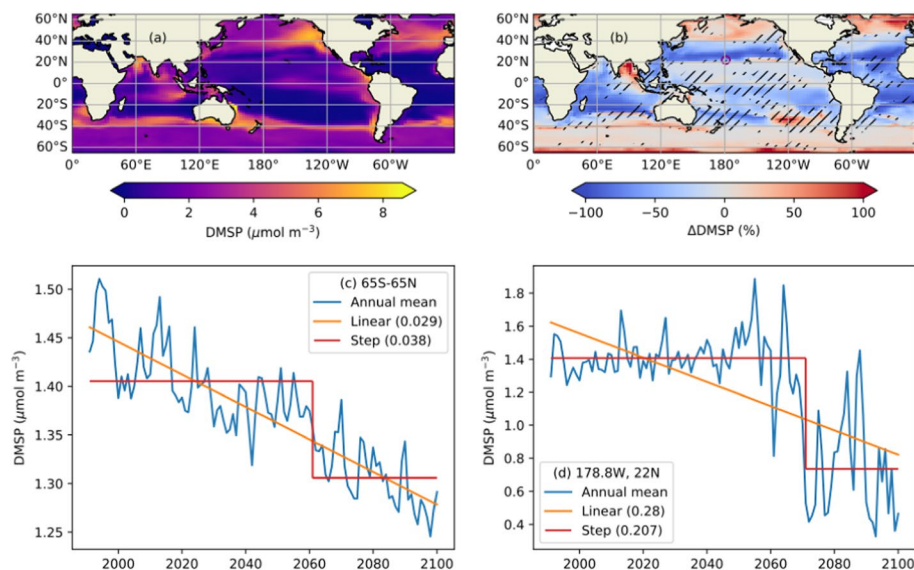 60°N
40°N
20°N
0°
20°S
40°S
60°S
(a)
0° 60°E 120°E 180° 120°W 60°W
0 2 4 6 8
DMSP (μmol m⁻³)
60°N
40°N
20°N
0°
20°S
40°S
60°S
(b)
0° 60°E 120°E 180° 120°W 60°W
−100 −50 0 50 100
ΔDMSP (%)
DMSP (μmol m⁻³)
1.50
1.45
1.40
1.35
1.30
1.25
(c) 65S-65N
Annual mean
Linear (0.029)
Step (0.038)
2000 2020 2040 2060 2080 2100
DMSP (μmol m⁻³)
1.8
1.6
1.4
1.2
1.0
0.8
0.6
0.4
(d) 178.8W, 22N
Annual mean
Linear (0.28)
Step (0.207)
2000 2020 2040 2060 2080 2100